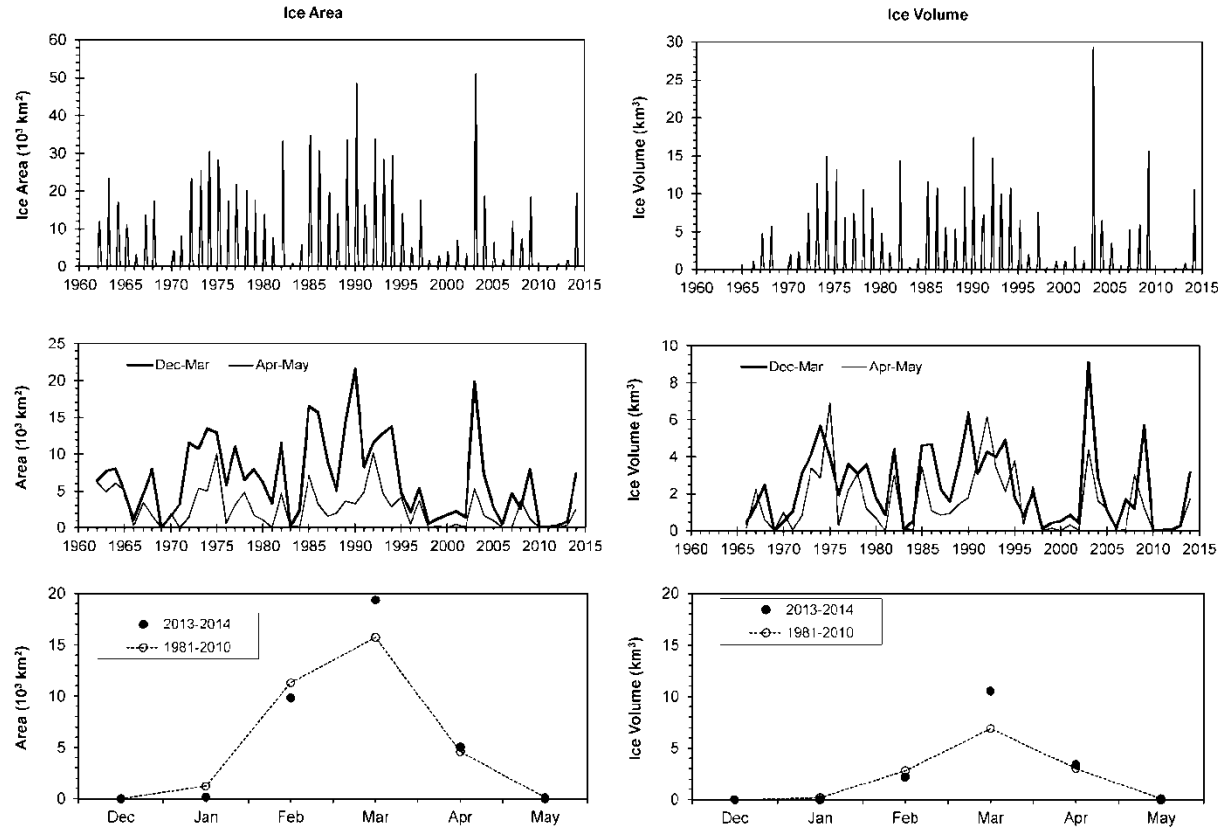 Ice Area
Ice Area (10³ km²)
60
50
40
30
20
10
0
1960 1965 1970 1975 1980 1985 1990 1995 2000 2005 2010 2015
Ice Volume
Ice Volume (km³)
30
25
20
15
10
5
0
1960 1965 1970 1975 1980 1985 1990 1995 2000 2005 2010 2015
Area (10³ km²)
25
20
15
10
5
0
Dec-Mar Apr-May
1960 1965 1970 1975 1980 1985 1990 1995 2000 2005 2010 2015
Ice Volume (km³)
10
8
6
4
2
0
Dec-Mar Apr-May
1960 1965 1970 1975 1980 1985 1990 1995 2000 2005 2010 2015
Area (10³ km²)
20
15
10
5
0
2013-2014
1981-2010
Dec Jan Feb Mar Apr May
Ice Volume (km³)
20
15
10
5
0
2013-2014
1981-2010
Dec Jan Feb Mar Apr May